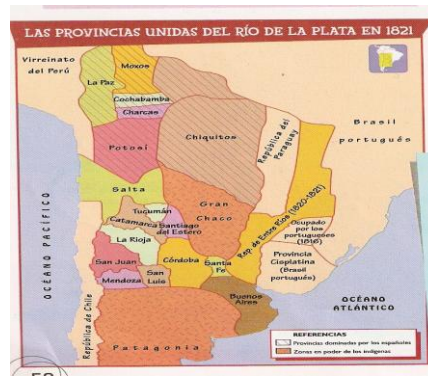 LAS PROVINCIAS UNIDAS DEL RÍO DE LA PLATA EN 1821
Virreinato
del Perú
Moxos
La Paz
Cochabamba
Charcas
Chiquitos
Potosí
República del
Paraguay
Brasil
portugués
Salta
Gran
Chaco
Tucumán
Catamarca
Santiago
del Estero
La Rioja
Rep. de Entre Ríos (1820-1821)
Ocupado
por los
portugueses
(1816)
San Juan
Córdoba
Santa
Fe
Provincia
Cisplatina
(Brasil
portugués)
Mendoza
San
Luis
Buenos
Aires
OCÉANO PACÍFICO
República de Chile
OCÉANO
ATLÁNTICO
Patagonia
REFERENCIAS
Provincias dominadas por los españoles
Zonas en poder de los indígenas